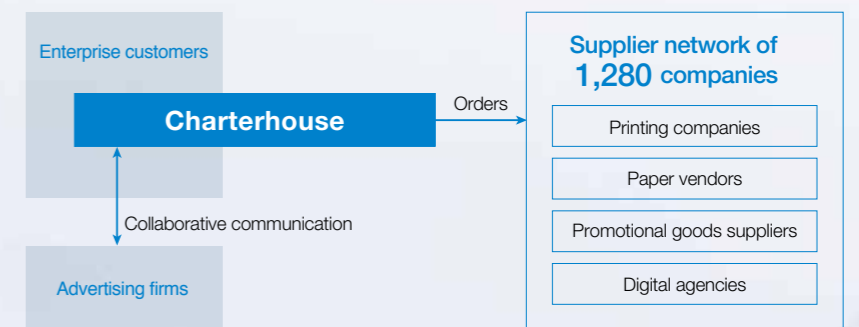 Enterprise customers
Charterhouse
Orders
Collaborative communication
Advertising firms
Supplier network of
1,280 companies
Printing companies
Paper vendors
Promotional goods suppliers
Digital agencies